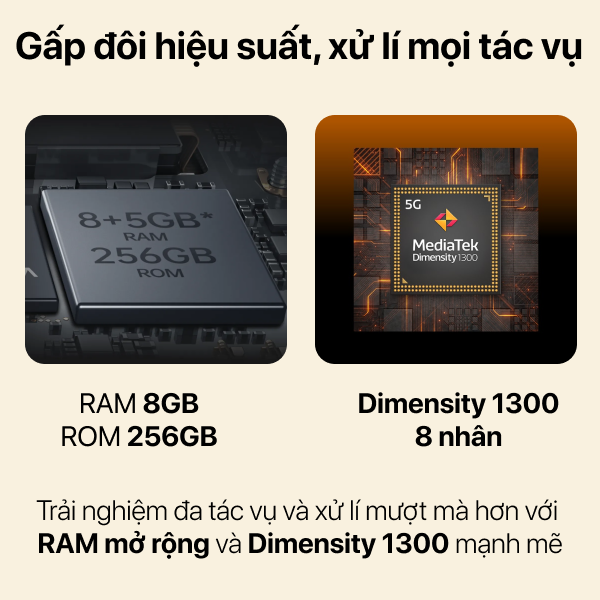 Gấp đôi hiệu suất, xử lí mọi tác vụ
8+5GB*
RAM
256GB
ROM
5G
MediaTek
Dimensity 1300
RAM 8GB
ROM 256GB
Dimensity 1300
8 nhân
Trải nghiệm đa tác vụ và xử lí mượt mà hơn với
RAM mở rộng và Dimensity 1300 mạnh mẽ